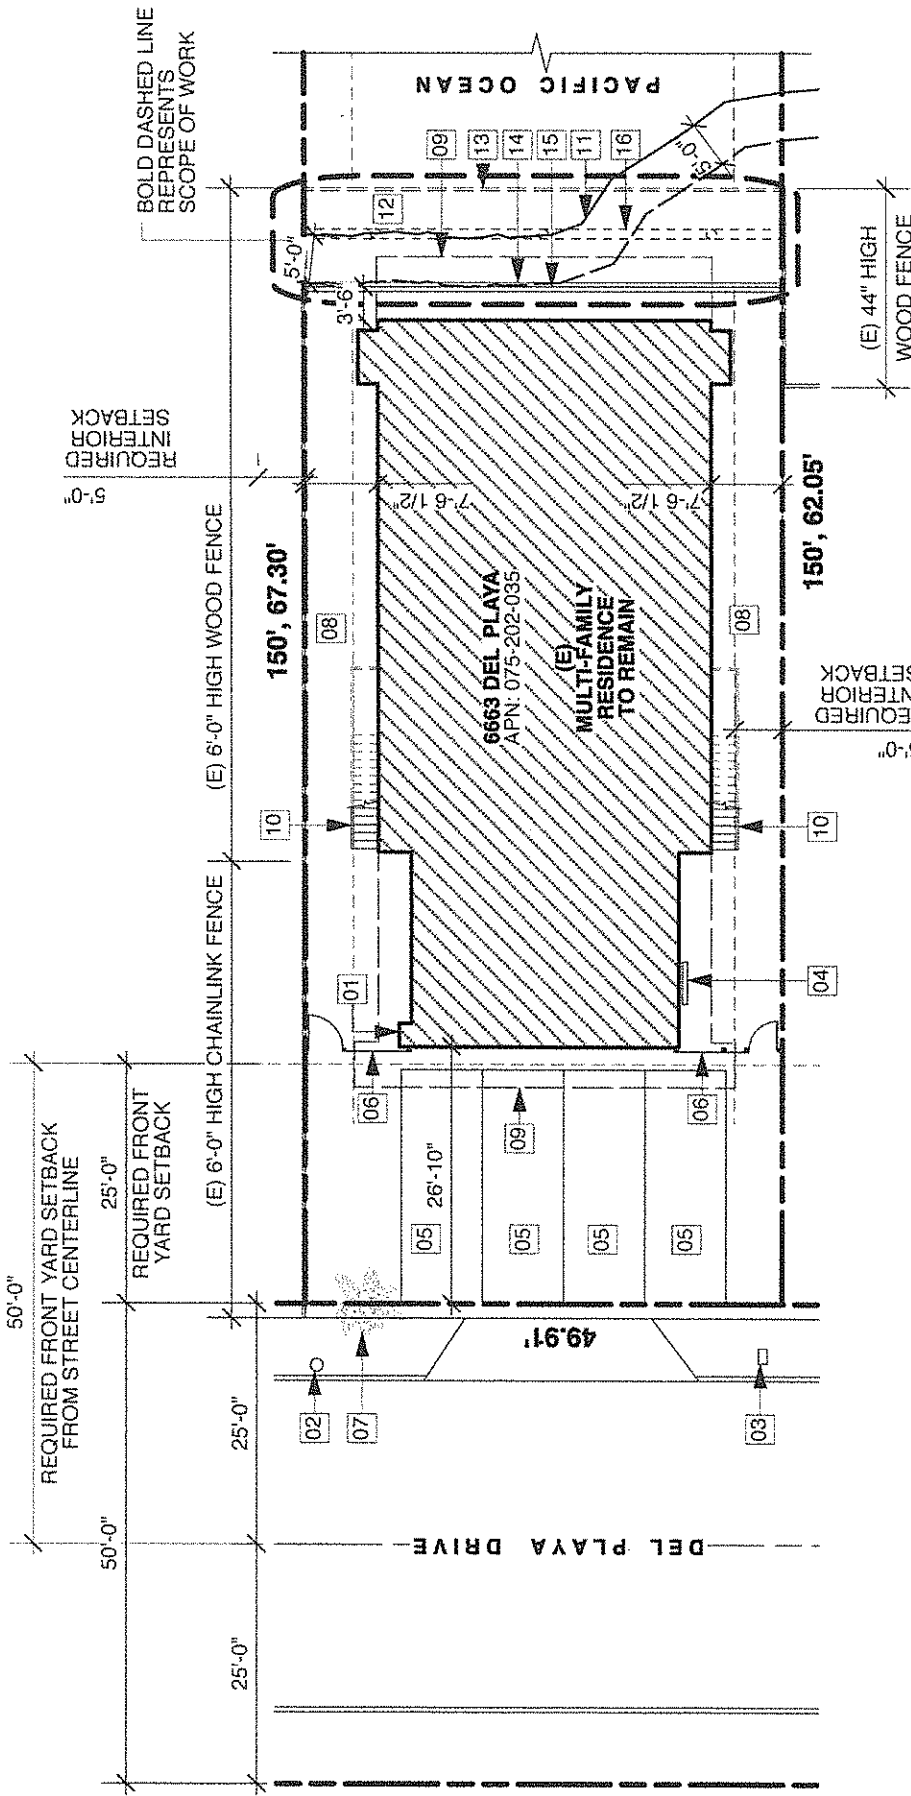 BOLD DASHED LINE
REPRESENTS
SCOPE OF WORK
PACIFIC OCEAN
09
13
14
15
11
16
12
5'-0"
5'-0"
3'-6"
(E) 44" HIGH
WOOD FENCE
REQUIRED
INTERIOR
SETBACK
5'-0"
(E) 6'-0" HIGH WOOD FENCE
150', 67.30'
08
7'-6 1/2"
7'-6 1/2"
6663 DEL PLAYA
APN: 075-202-035
(E)
MULTI-FAMILY
RESIDENCE
TO REMAIN
08
150', 62.05'
REQUIRED
INTERIOR
SETBACK
10
10
(E) 6'-0" HIGH CHAINLINK FENCE
01
04
06
06
09
50'-0"
REQUIRED FRONT YARD SETBACK
FROM STREET CENTERLINE
25'-0"
REQUIRED FRONT
YARD SETBACK
26'-10"
05
05
05
05
49.91'
02
07
03
50'-0"
25'-0"
25'-0"
DEL PLAYA DRIVE